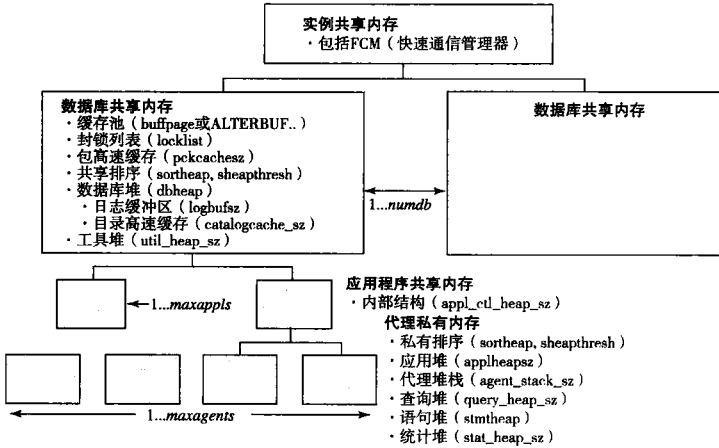 实例共享内存
·包括FCM（快速通信管理器）
数据库共享内存
·缓存池（buffpage或ALTERBUF..）
·封锁列表（locklist）
·包高速缓存（pckcachesz）
·共享排序（sortheap, sheapthresh）
·数据库堆（dbheap）
·日志缓冲区（logbufsz）
·目录高速缓存（catalogcache_sz）
·工具堆（util_heap_sz）
数据库共享内存
1...numdb
1...maxappls
应用程序共享内存
·内部结构（appl_ctl_heap_sz）
代理私有内存
·私有排序（sortheap, sheapthresh）
·应用堆（applheapsz）
·代理堆栈（agent_stack_sz）
·查询堆（query_heap_sz）
·语句堆（stmtheap）
·统计堆（stat_heap_sz）
1...maxagents